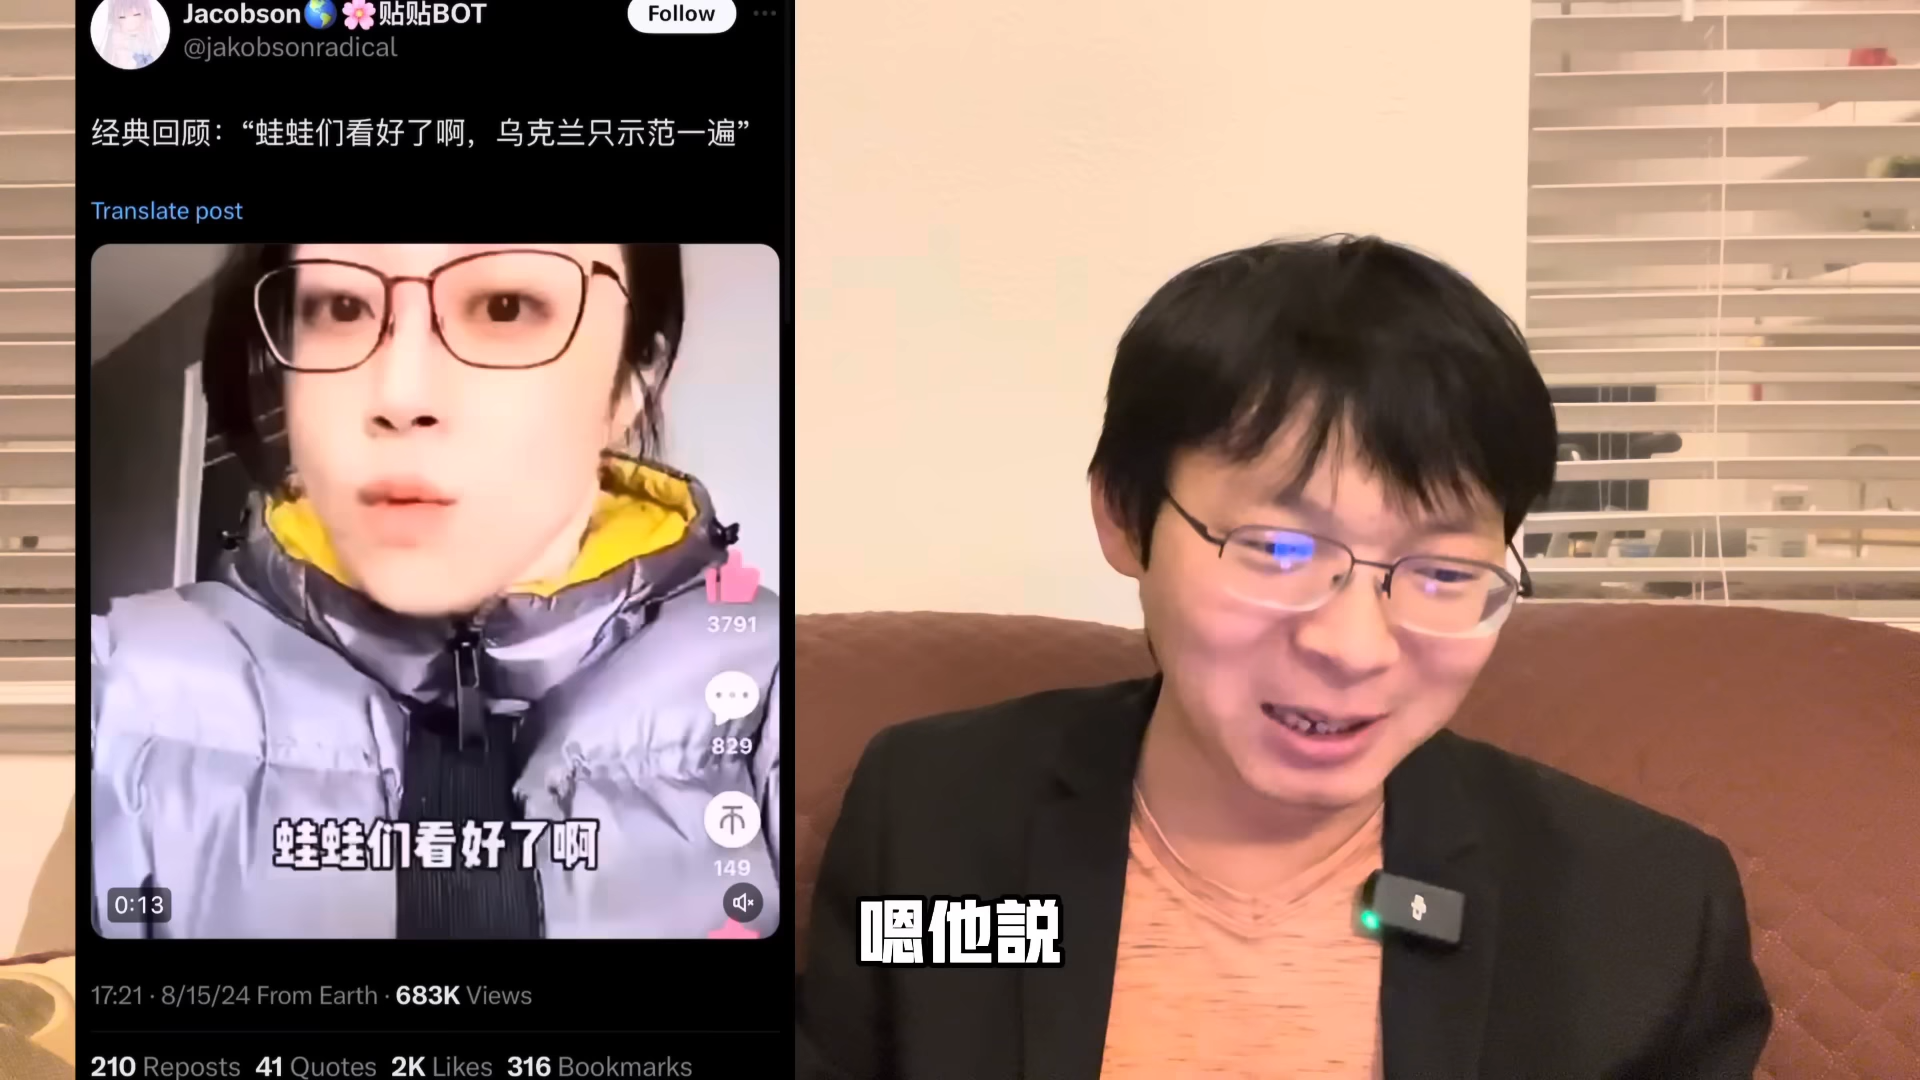 Jacobson🌎🌸贴贴BOT
Follow
@jakobsonradical
经典回顾：“蛙蛙们看好了啊，乌克兰只示范一遍”
Translate post
3791
829
蛙蛙们看好了啊
149
0:13
17:21 · 8/15/24 From Earth · 683K Views
210 Reposts 41 Quotes 2K Likes 316 Bookmarks
嗯他説